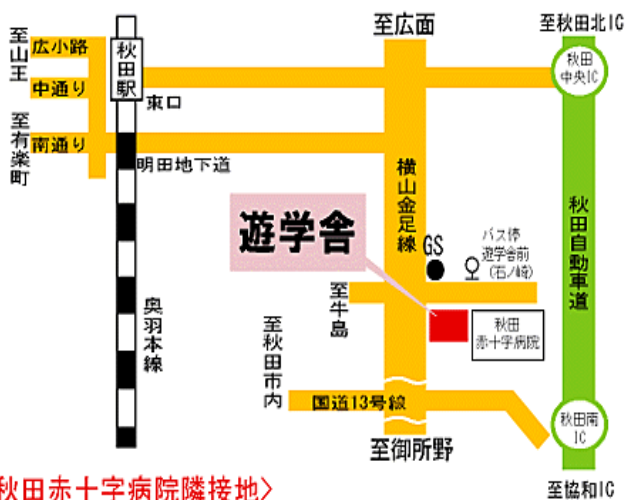 至広面
至秋田北IC
至山王
広小路
秋田駅
秋田
中央IC
中通り
東口
至有楽町
南通り
明田地下道
横山金足線
秋田自動車道
遊学舎
GS
バス停
遊学舎前
(石ノ崎)
至牛島
奥羽本線
至秋田市内
秋田
赤十字病院
国道13号線
秋田南
IC
至御所野
秋田赤十字病院隣接地〉
至協和IC